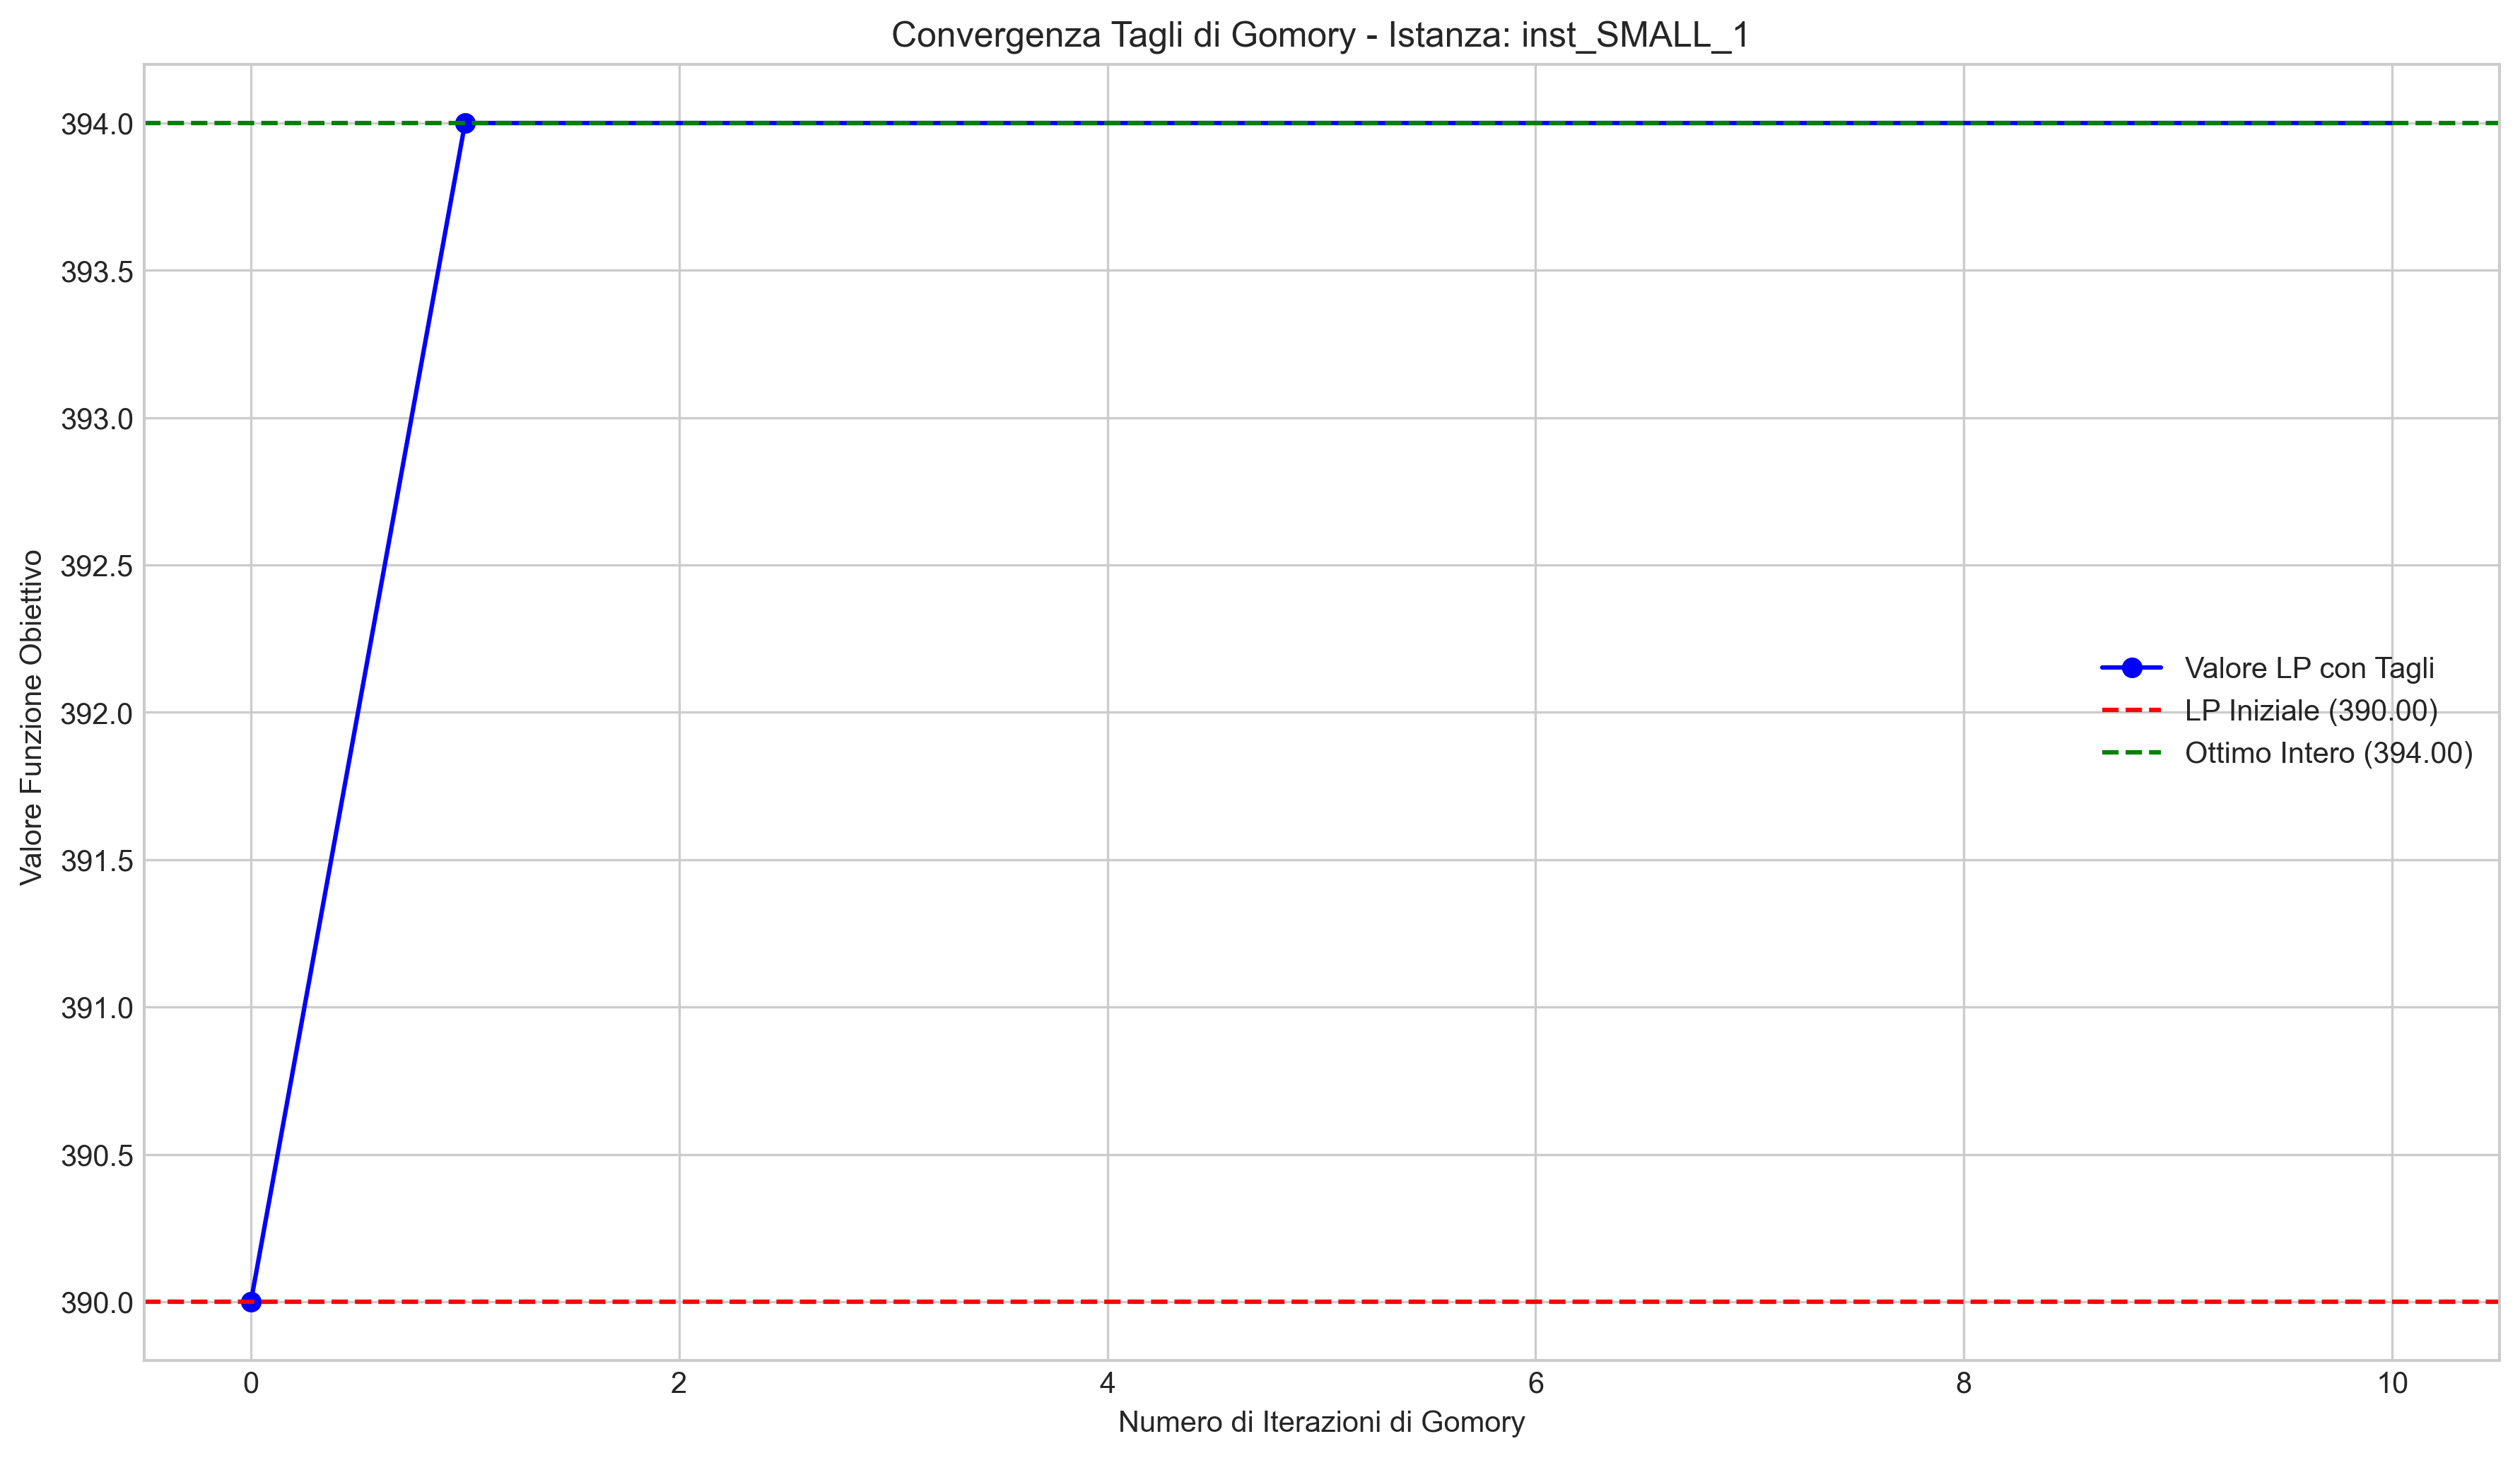 Convergenza Tagli di Gomory - Istanza: inst_SMALL_1
394.0
393.5
393.0
392.5
392.0
391.5
391.0
390.5
390.0
Valore Funzione Obiettivo
Valore LP con Tagli
LP Iniziale (390.00)
Ottimo Intero (394.00)
0 2 4 6 8 10
Numero di Iterazioni di Gomory